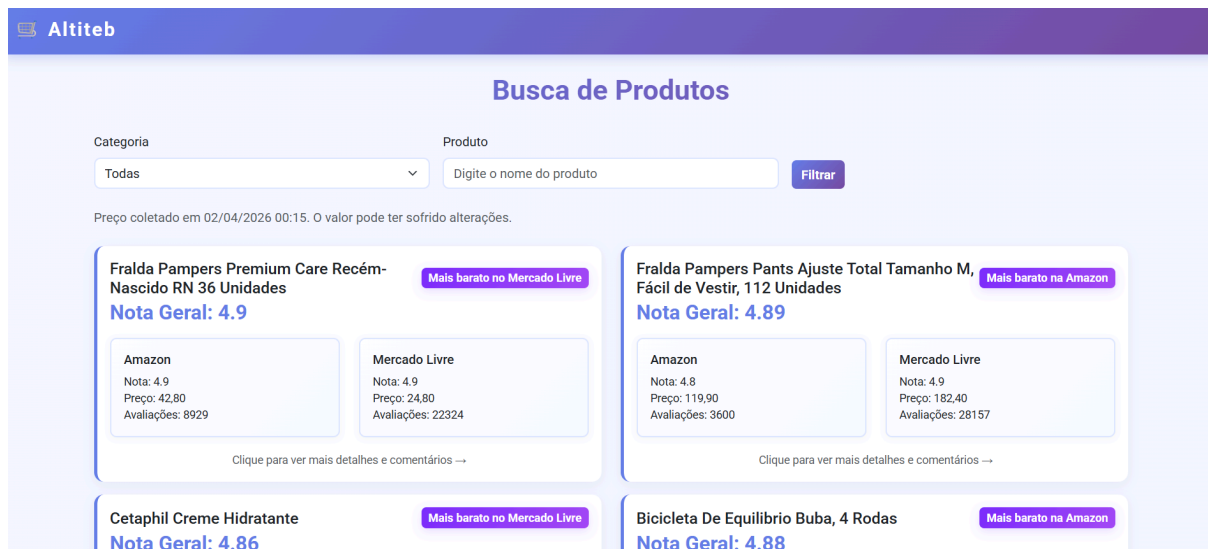 Altiteb
Busca de Produtos
Categoria
Produto
Todas
Digite o nome do produto
Filtrar
Preço coletado em 02/04/2026 00:15. O valor pode ter sofrido alterações.
Fralda Pampers Premium Care Recém-
Nascido RN 36 Unidades
Mais barato no Mercado Livre
Nota Geral: 4.9
Amazon
Nota: 4.9
Preço: 42,80
Avaliações: 8929
Mercado Livre
Nota: 4.9
Preço: 24,80
Avaliações: 22324
Clique para ver mais detalhes e comentários →
Fralda Pampers Pants Ajuste Total Tamanho M,
Fácil de Vestir, 112 Unidades
Mais barato na Amazon
Nota Geral: 4.89
Amazon
Nota: 4.8
Preço: 119,90
Avaliações: 3600
Mercado Livre
Nota: 4.9
Preço: 182,40
Avaliações: 28157
Clique para ver mais detalhes e comentários →
Cetaphil Creme Hidratante
Mais barato no Mercado Livre
Nota Geral: 4.86
Bicicleta De Equilibrio Buba, 4 Rodas
Mais barato na Amazon
Nota Geral: 4.88